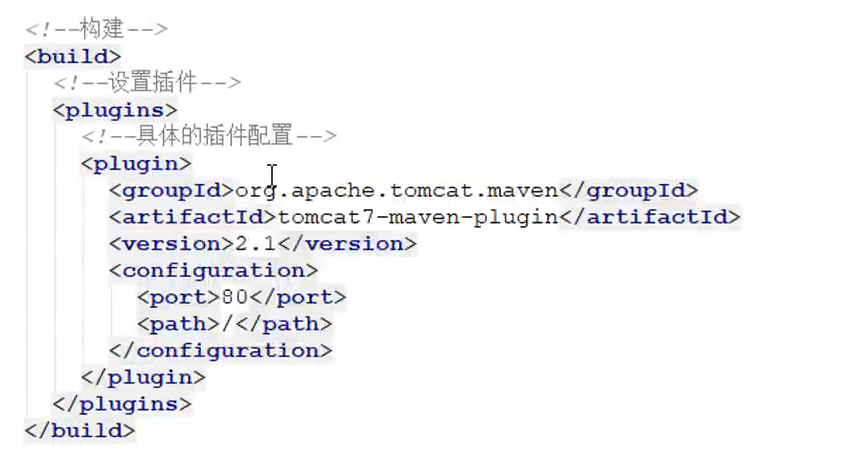 <!--构建-->
<build>
<!--设置插件-->
<plugins>
<!--具体的插件配置-->
<plugin>
<groupId>org.apache.tomcat.maven</groupId>
<artifactId>tomcat7-maven-plugin</artifactId>
<version>2.1</version>
<configuration>
<port>80</port>
<path>/</path>
</configuration>
</plugin>
</plugins>
</build>